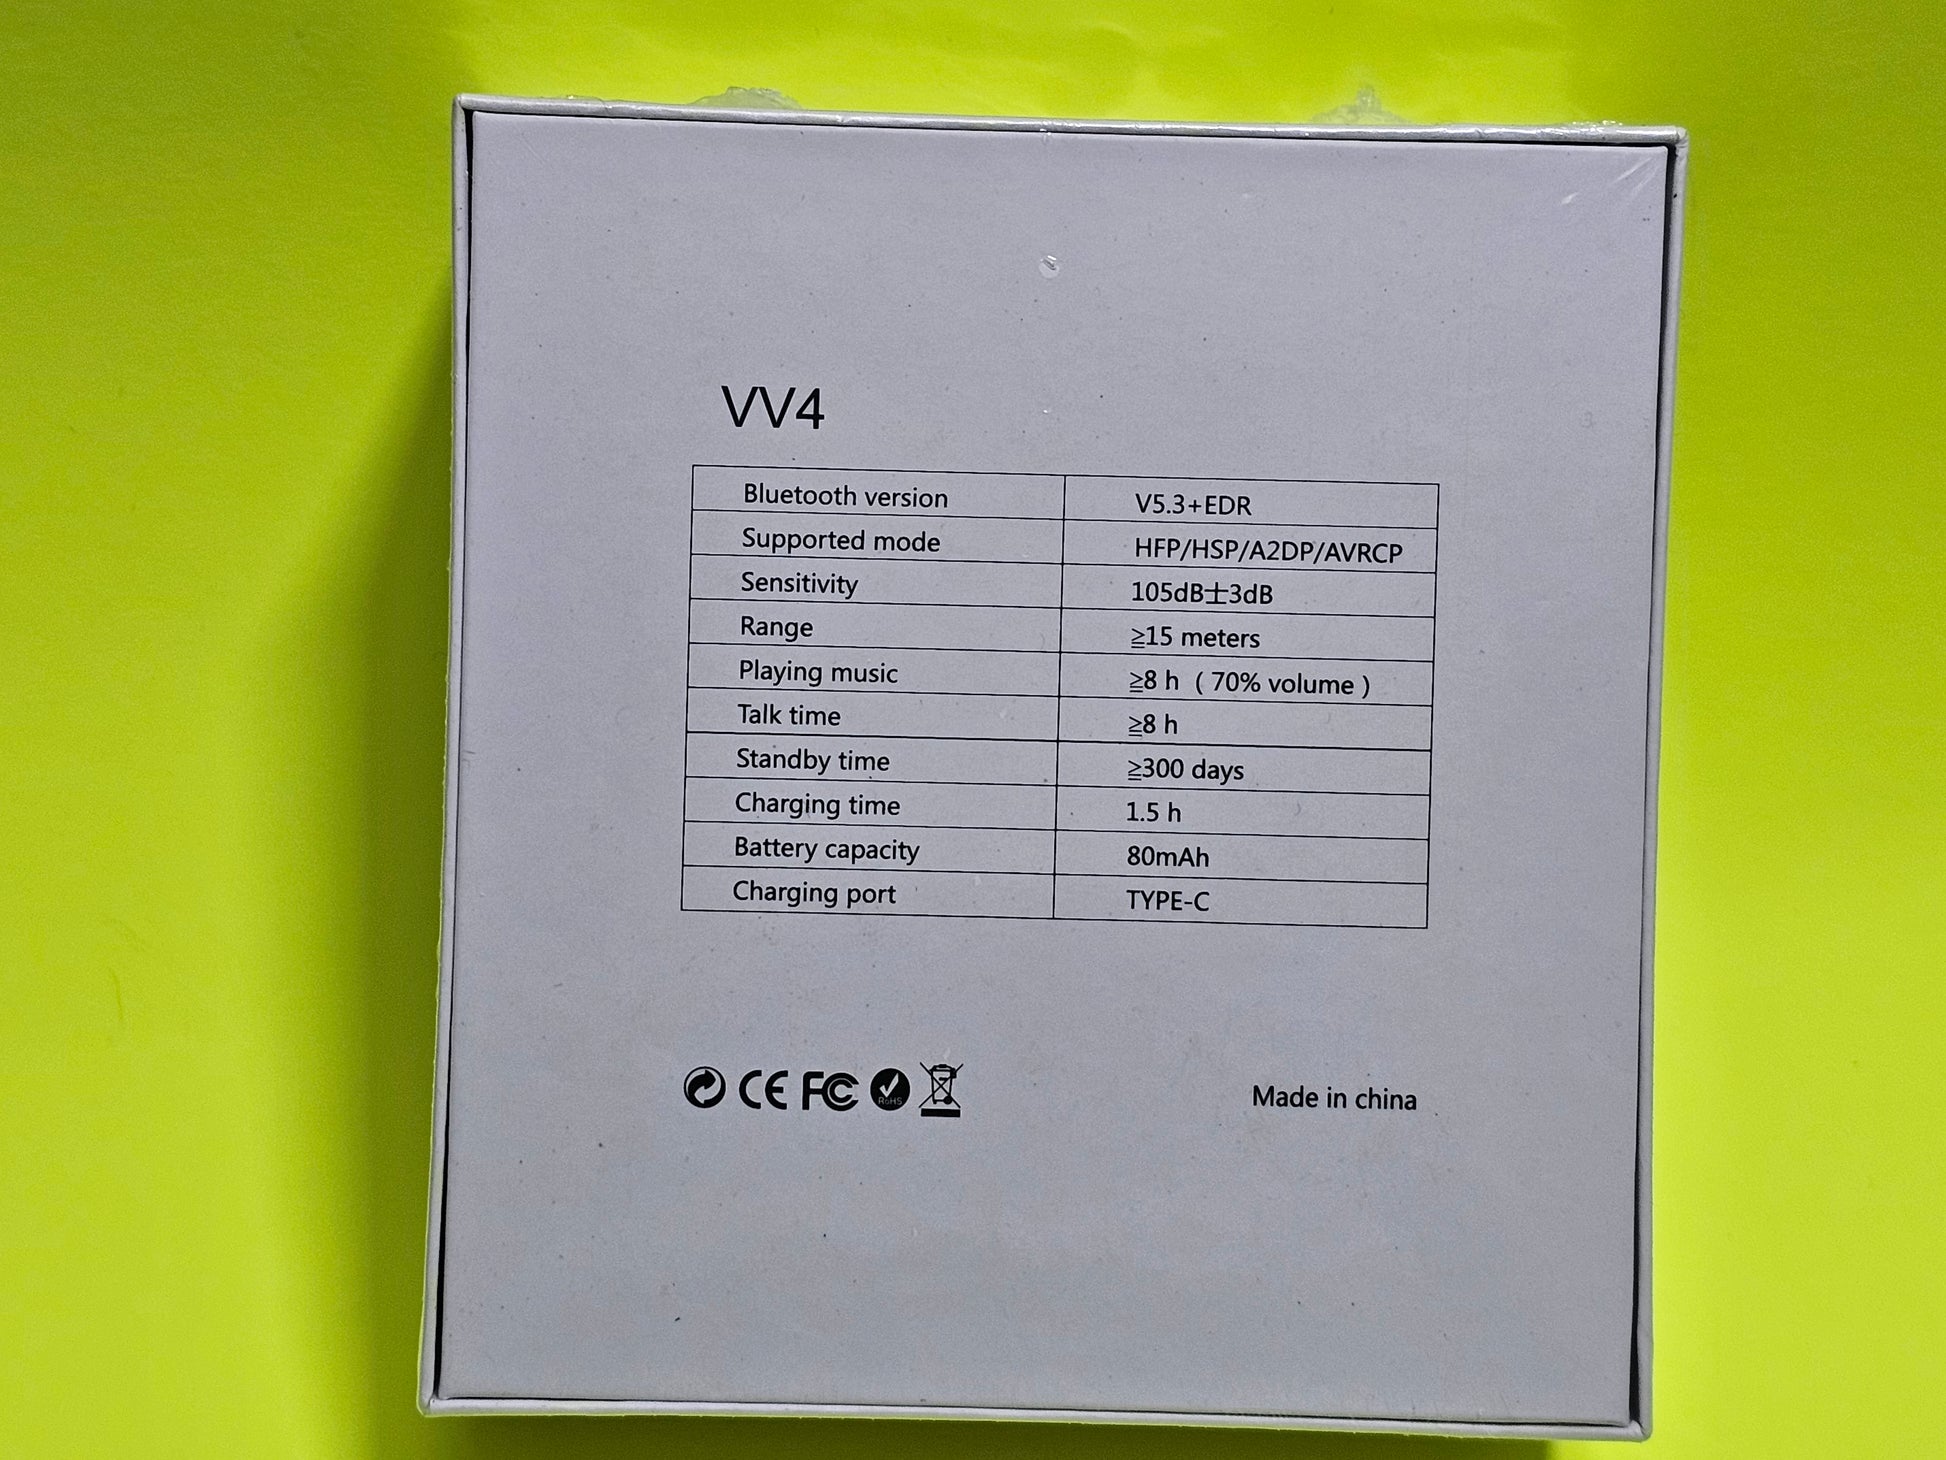 VV4
Bluetooth version V5.3+EDR
Supported mode HFP/HSP/A2DP/AVRCP
Sensitivity 105dB±3dB
Range ≧15 meters
Playing music ≧8 h ( 70% volume )
Talk time ≧8 h
Standby time ≧300 days
Charging time 1.5 h
Battery capacity 80mAh
Charging port TYPE-C
CE FC RoHS Made in china